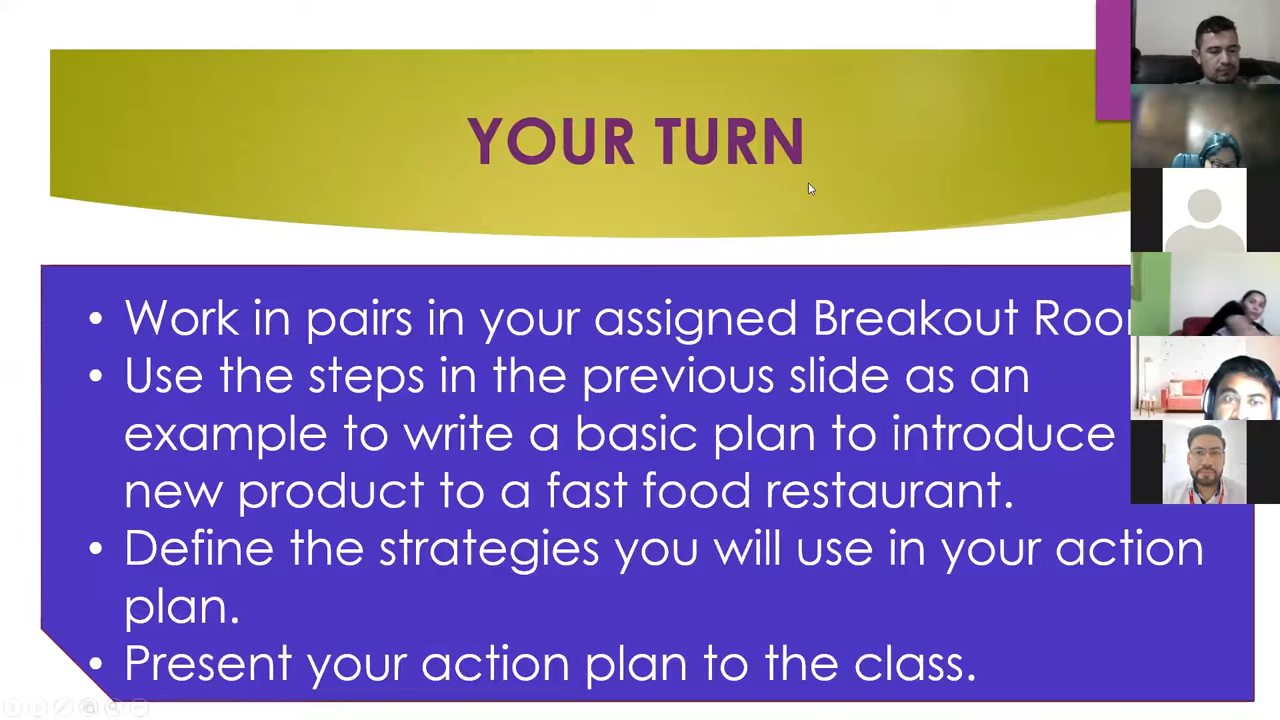 YOUR TURN
• Work in pairs in your assigned Breakout
• Use the steps in the previous slide as an
example to write a basic plan to introduce
new product to a fast food restaurant.
• Define the strategies you will use in your action
plan.
• Present your action plan to the class.